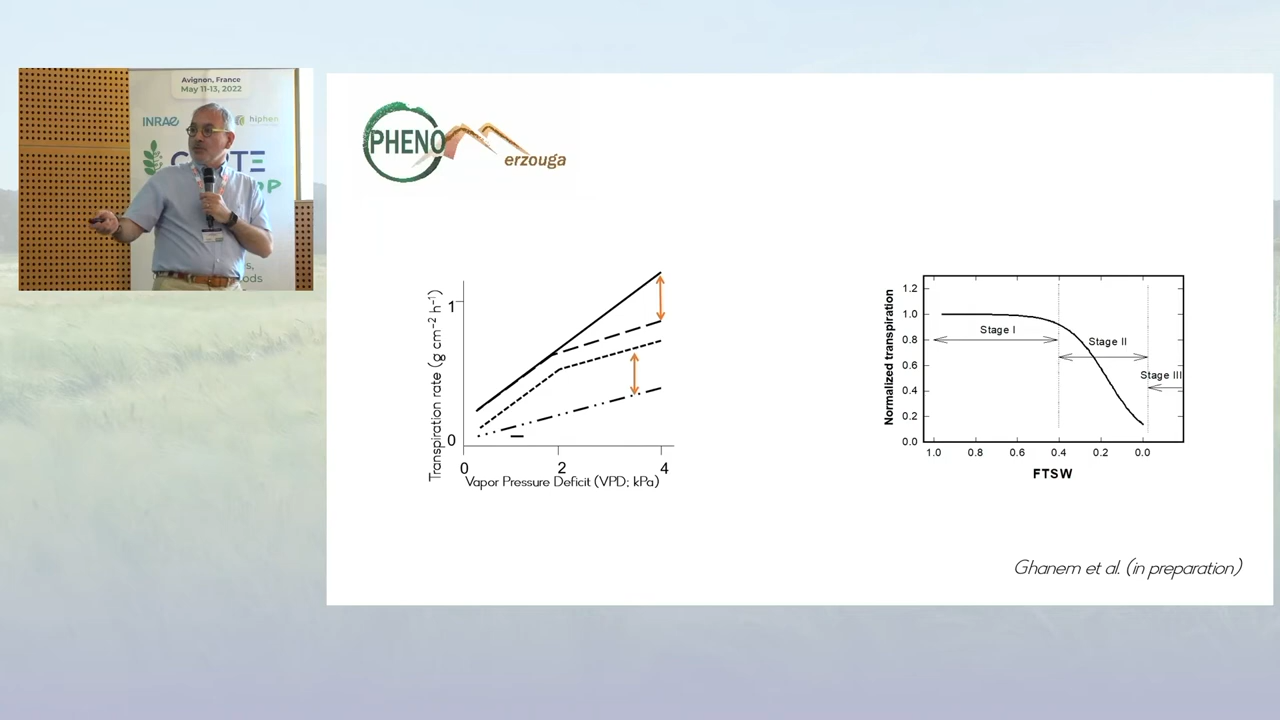 Avignon, France
May 11-13, 2022
INRAE
hiphen
PHENO
erzouga
1
0
Transpiration rate (g cm⁻² h⁻¹)
0
2
4
Vapor Pressure Deficit (VPD; kPa)
1.2
1.0
0.8
0.6
0.4
0.2
0.0
Normalized transpiration
Stage I
Stage II
Stage III
1.0
0.8
0.6
0.4
0.2
0.0
FTSW
Ghanem et al. (in preparation)